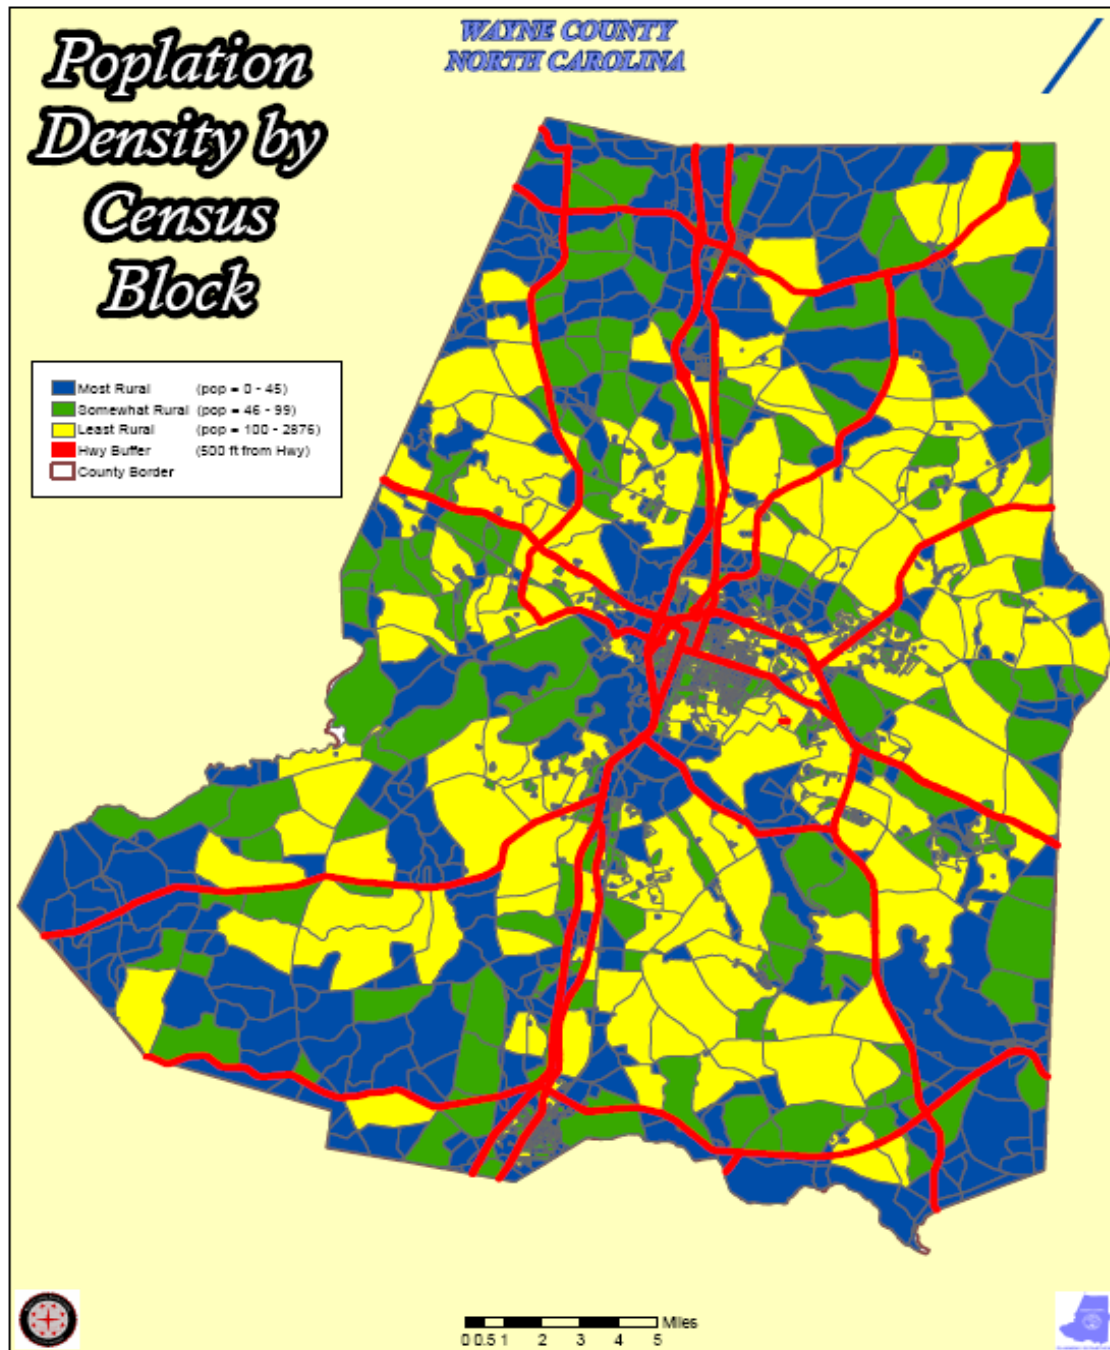 Poplation
Density by
Census
Block
WAYNE COUNTY
NORTH CAROLINA
Most Rural (pop = 0 - 45)
Somewhat Rural (pop = 46 - 99)
Least Rural (pop = 100 - 2876)
Hwy Buffer (500 ft from Hwy)
County Border
Miles
0 0.5 1 2 3 4 5